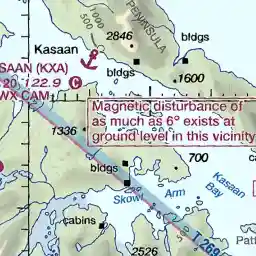 PENINSULA
2846
Kasaan
bldgs
bldgs
1600
SAAN (KXA)
20 122.9 C
WX CAM
Magnetic disturbance of
as much as 6° exists at
ground level in this vicinity
1336
700
bldgs
Kasaan
Bay
Skowl
Arm
cabins
T 269
2526